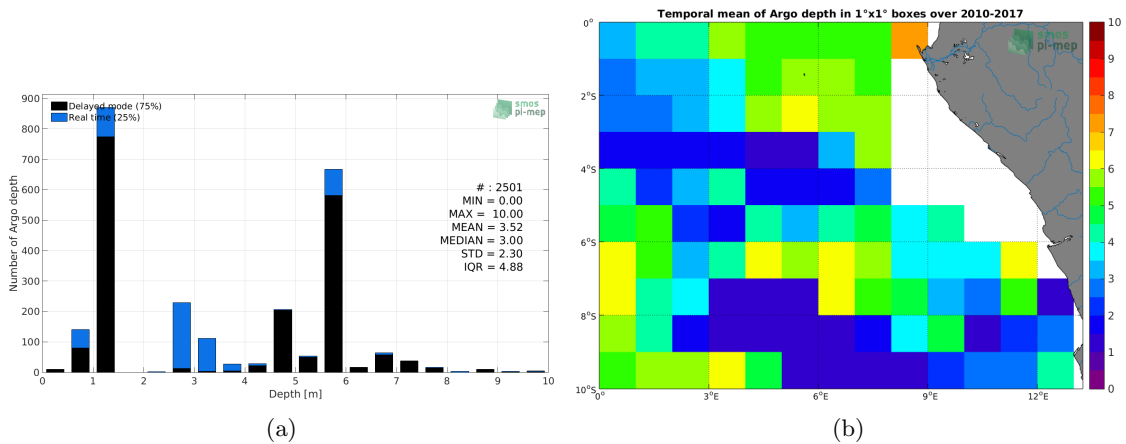 Delayed mode (75%)
Real time (25%)
smos
pi-mep
900
800
700
600
500
400
300
200
100
0
Number of Argo depth
# : 2501
MIN = 0.00
MAX = 10.00
MEAN = 3.52
MEDIAN = 3.00
STD = 2.30
IQR = 4.88
0 1 2 3 4 5 6 7 8 9 10
Depth [m]
(a)
Temporal mean of Argo depth in 1°x1° boxes over 2010-2017
smos
pi-mep
0°
2°S
4°S
6°S
8°S
10°S
0° 3°E 6°E 9°E 12°E
10
9
8
7
6
5
4
3
2
1
0
(b)